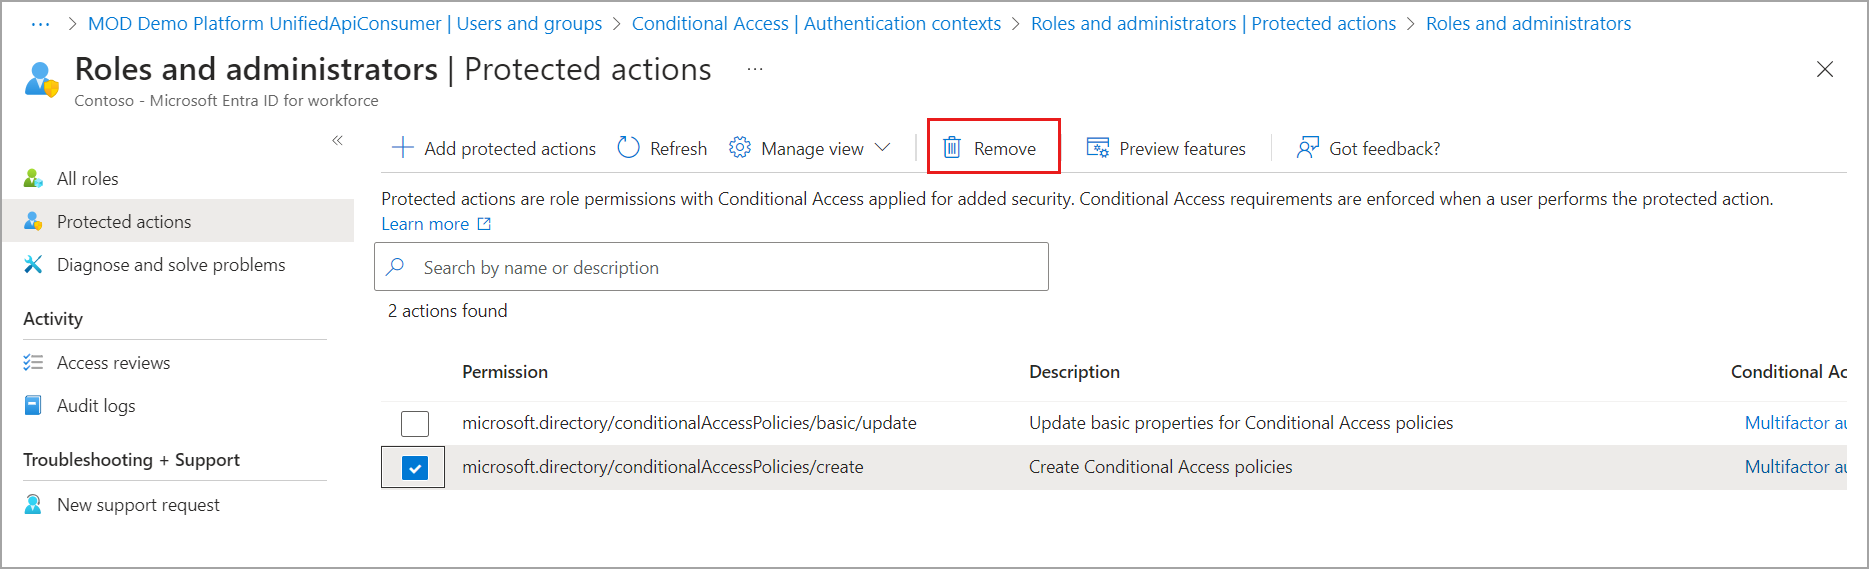 ··· > MOD Demo Platform UnifiedApiConsumer | Users and groups > Conditional Access | Authentication contexts > Roles and administrators | Protected actions > Roles and administrators
Roles and administrators | Protected actions ···
Contoso - Microsoft Entra ID for workforce
All roles
Protected actions
Diagnose and solve problems
Activity
Access reviews
Audit logs
Troubleshooting + Support
New support request
Add protected actions Refresh Manage view Remove Preview features Got feedback?
Protected actions are role permissions with Conditional Access applied for added security. Conditional Access requirements are enforced when a user performs the protected action.
Learn more
Search by name or description
2 actions found
Permission Description Conditional Ac
microsoft.directory/conditionalAccessPolicies/basic/update Update basic properties for Conditional Access policies Multifactor au
microsoft.directory/conditionalAccessPolicies/create Create Conditional Access policies Multifactor au